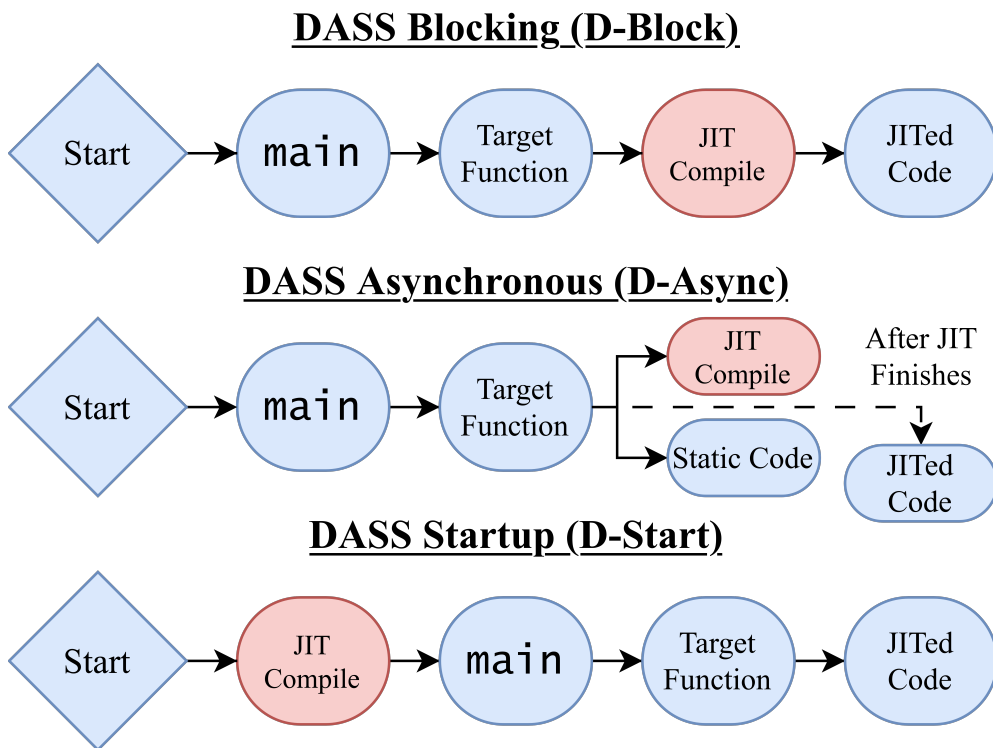 DASS Blocking (D-Block)
Start
main
Target
Function
JIT
Compile
JITed
Code
DASS Asynchronous (D-Async)
Start
main
Target
Function
JIT
Compile
Static Code
After JIT
Finishes
JITed
Code
DASS Startup (D-Start)
Start
JIT
Compile
main
Target
Function
JITed
Code